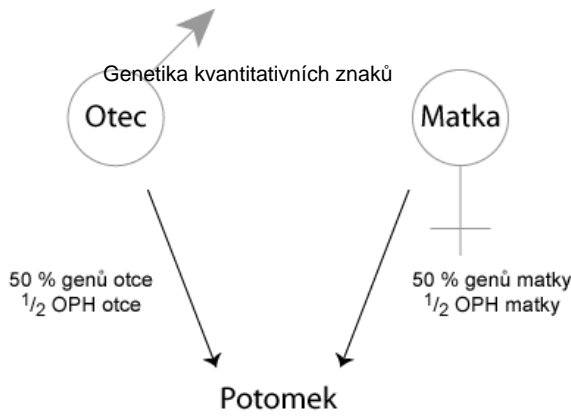 Genetika kvantitativních znaků
Otec
Matka
50 % genů otce
1/2 OPH otce
50 % genů matky
1/2 OPH matky
Potomek